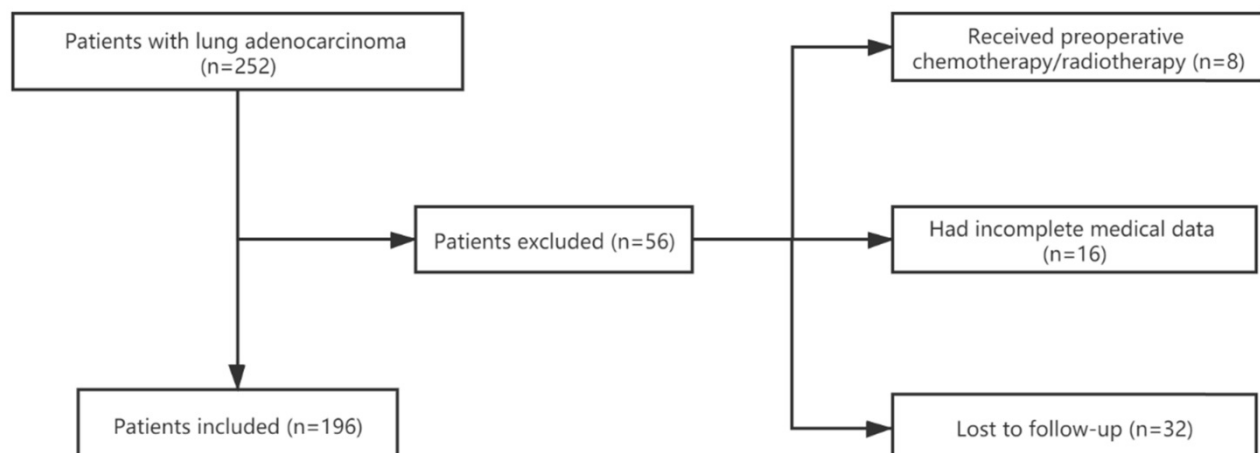 Patients with lung adenocarcinoma
(n=252)
Received preoperative
chemotherapy/radiotherapy (n=8)
Patients excluded (n=56)
Had incomplete medical data
(n=16)
Patients included (n=196)
Lost to follow-up (n=32)